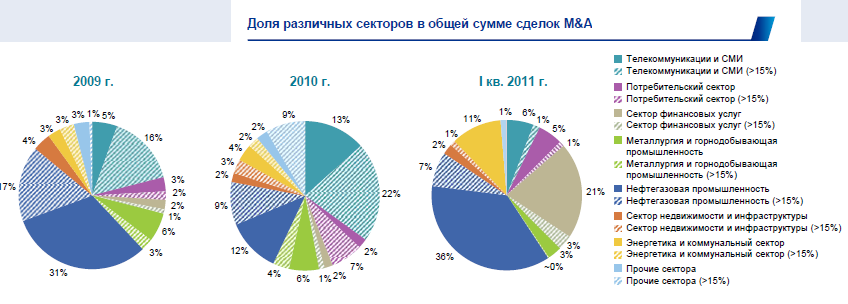 Доля различных секторов в общей сумме сделок M&A
2009 г.
3%
1%
5%
3%
3%
4%
16%
17%
3%
2%
2%
1%
6%
3%
31%
2010 г.
9%
13%
2%
2%
4%
3%
2%
22%
9%
12%
2%
7%
4%
6%
1%
2%
I кв. 2011 г.
1%
6%
11%
1%
5%
1%
2%
1%
7%
21%
36%
3%
3%
~0%
Телекоммуникации и СМИ
Телекоммуникации и СМИ (>15%)
Потребительский сектор
Потребительский сектор (>15%)
Сектор финансовых услуг
Сектор финансовых услуг (>15%)
Металлургия и горнодобывающая
промышленность
Металлургия и горнодобывающая
промышленность (>15%)
Нефтегазовая промышленность
Нефтегазовая промышленность (>15%)
Сектор недвижимости и инфраструктуры
Сектор недвижимости и инфраструктуры (>15%)
Энергетика и коммунальный сектор
Энергетика и коммунальный сектор (>15%)
Прочие сектора
Прочие сектора (>15%)